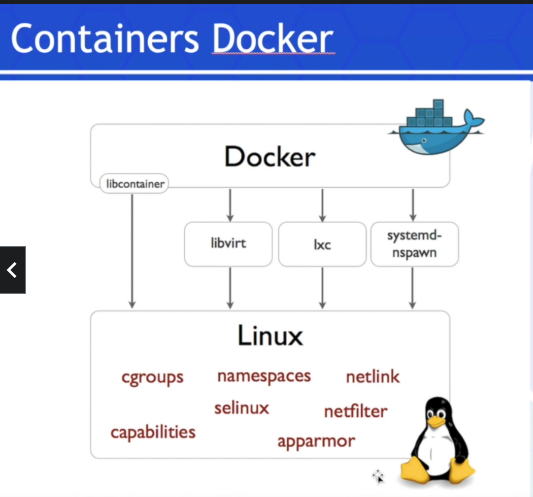 Containers Docker
Docker
libcontainer
libvirt
lxc
systemd-
nspawn
Linux
cgroups
namespaces
netlink
selinux
netfilter
capabilities
apparmor